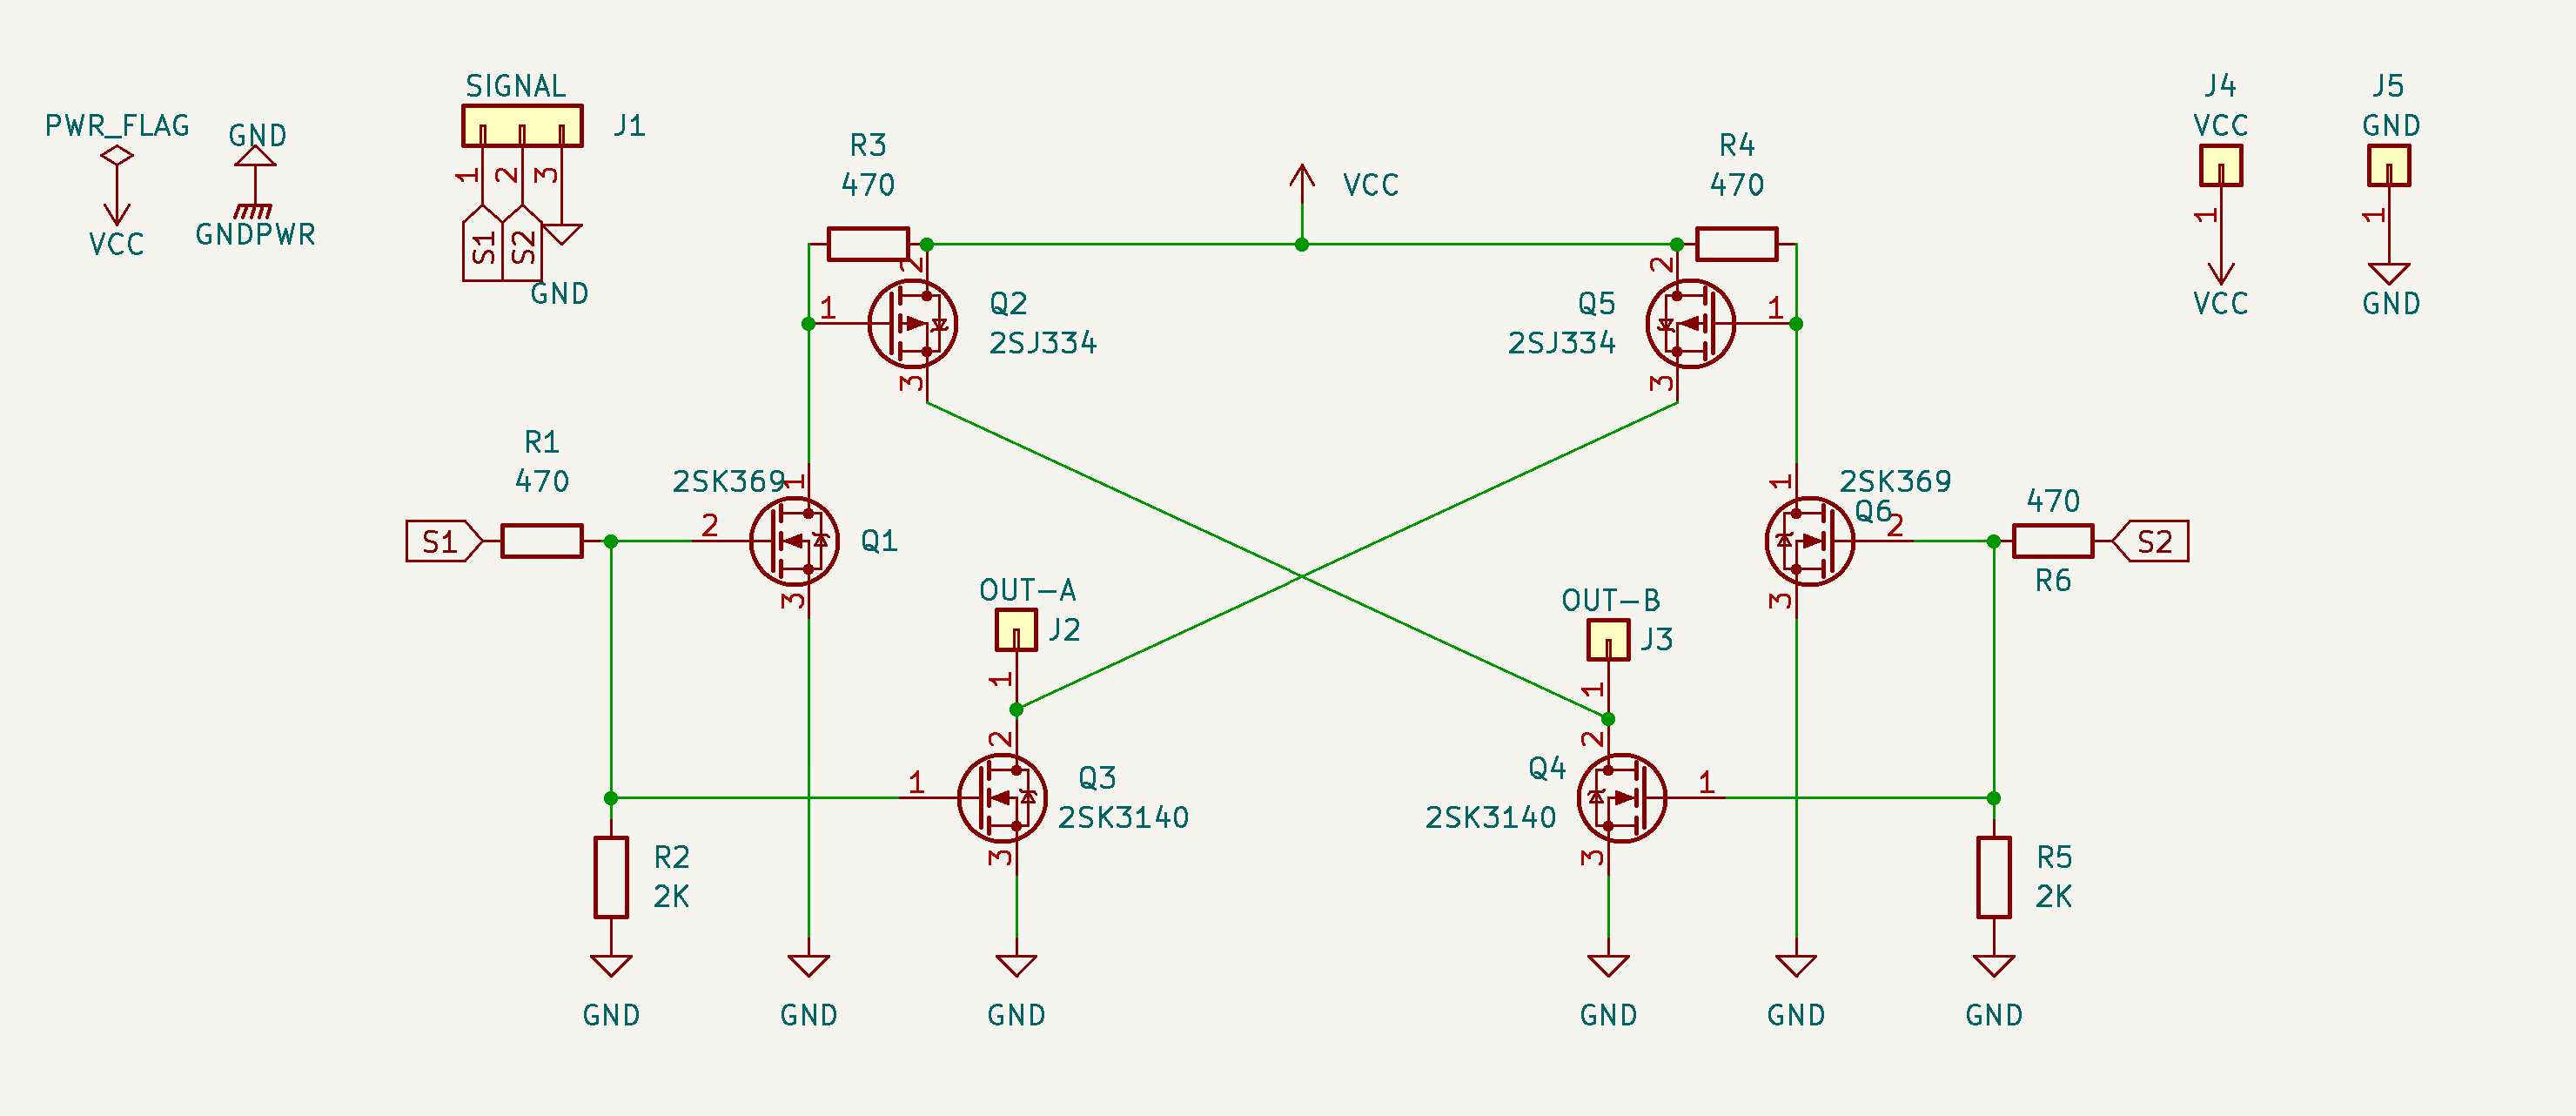 PWR_FLAG
VCC
GND
GNDPWR
SIGNAL
J1
1
2
3
S1
S2
GND
R3
470
VCC
R4
470
J4
VCC
1
VCC
J5
GND
1
GND
2
1
Q2
2SJ334
3
2
Q5
1
2SJ334
3
R1
470
S1
2SK369
1
2
Q1
3
1
2SK369
Q6
2
3
470
R6
S2
OUT-A
J2
1
OUT-B
J3
1
2
1
Q3
2SK3140
3
2
Q4
1
2SK3140
3
R2
2K
R5
2K
GND
GND
GND
GND
GND
GND